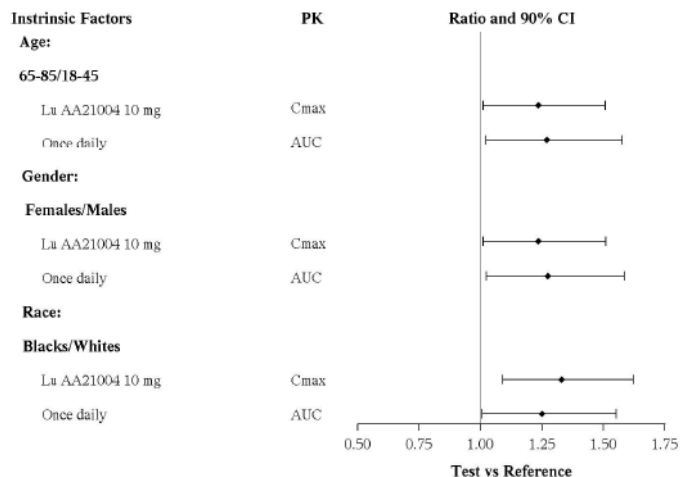 Instrinsic Factors PK Ratio and 90% CI
Age:
65-85/18-45
Lu AA21004 10 mg Cmax
Once daily AUC
Gender:
Females/Males
Lu AA21004 10 mg Cmax
Once daily AUC
Race:
Blacks/Whites
Lu AA21004 10 mg Cmax
Once daily AUC
0.50 0.75 1.00 1.25 1.50 1.75
Test vs Reference